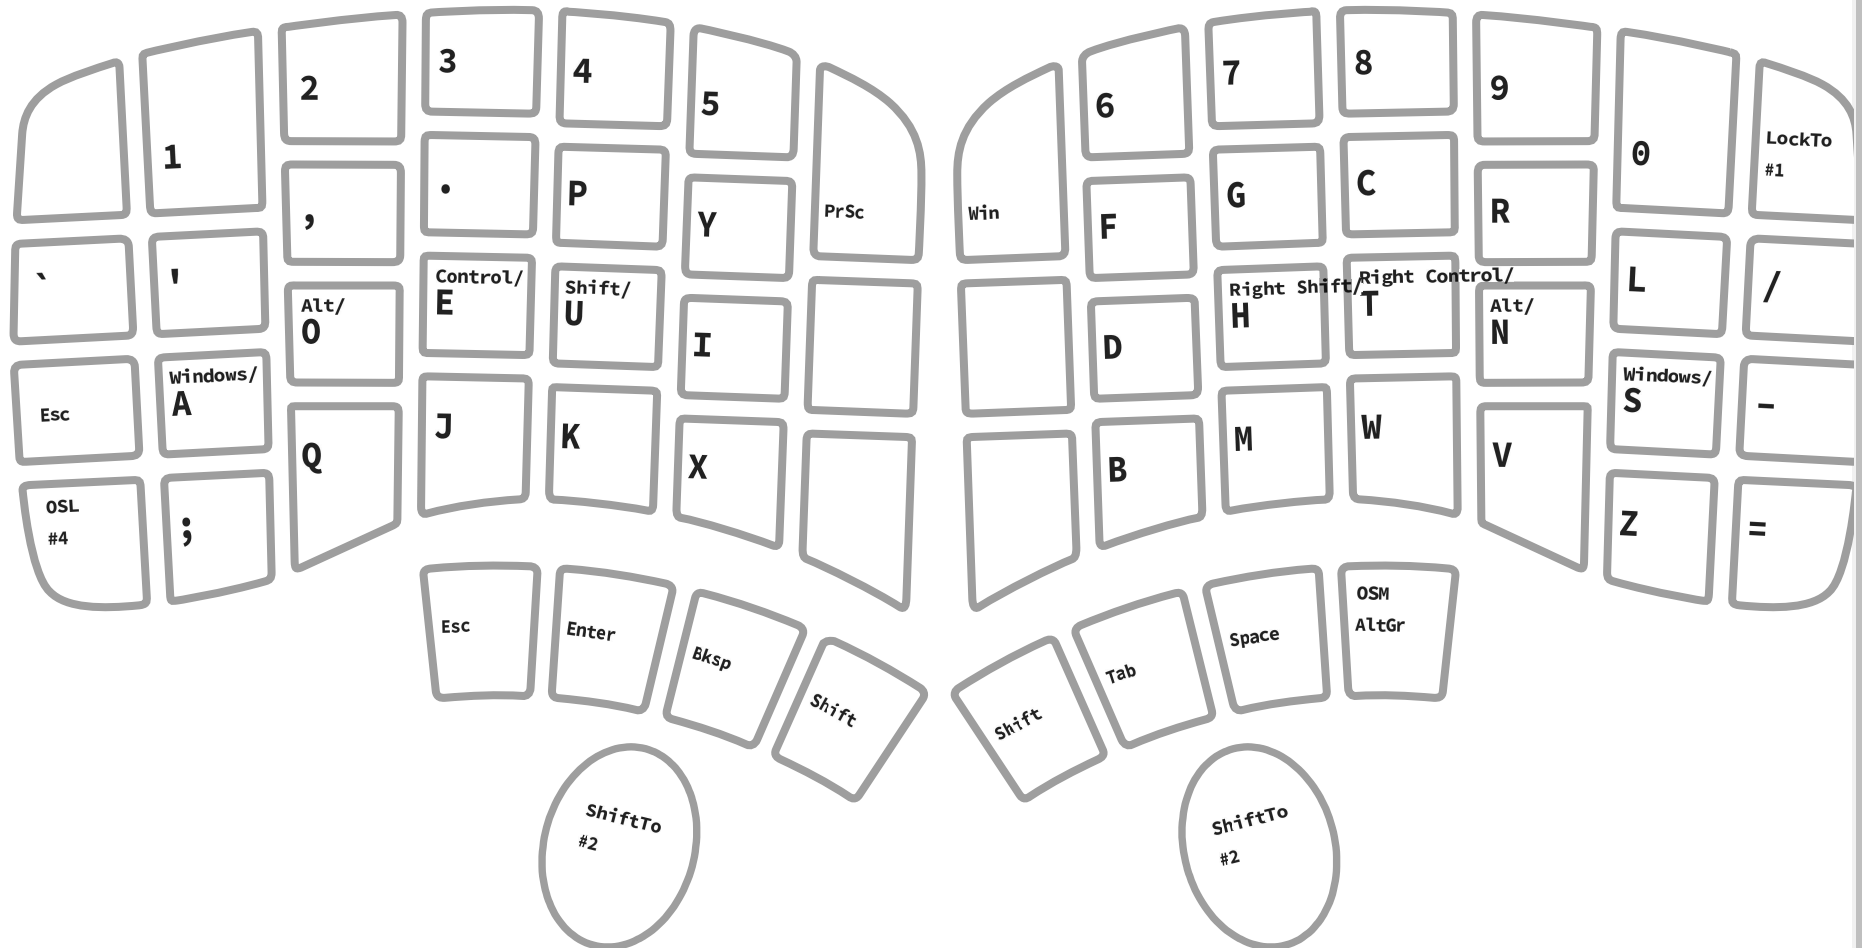 1
2
3
4
5
PrSc
Win
6
7
8
9
0
LockTo
#1
`
'
,
.
P
Y
F
G
C
R
L
/
Esc
Windows/
A
Alt/
O
Control/
E
Shift/
U
I
D
Right Shift/
H
Right Control/
T
Alt/
N
Windows/
S
-
OSL
#4
;
Q
J
K
X
B
M
W
V
Z
=
Esc
Enter
Bksp
Shift
Shift
Tab
Space
OSM
AltGr
ShiftTo
#2
ShiftTo
#2